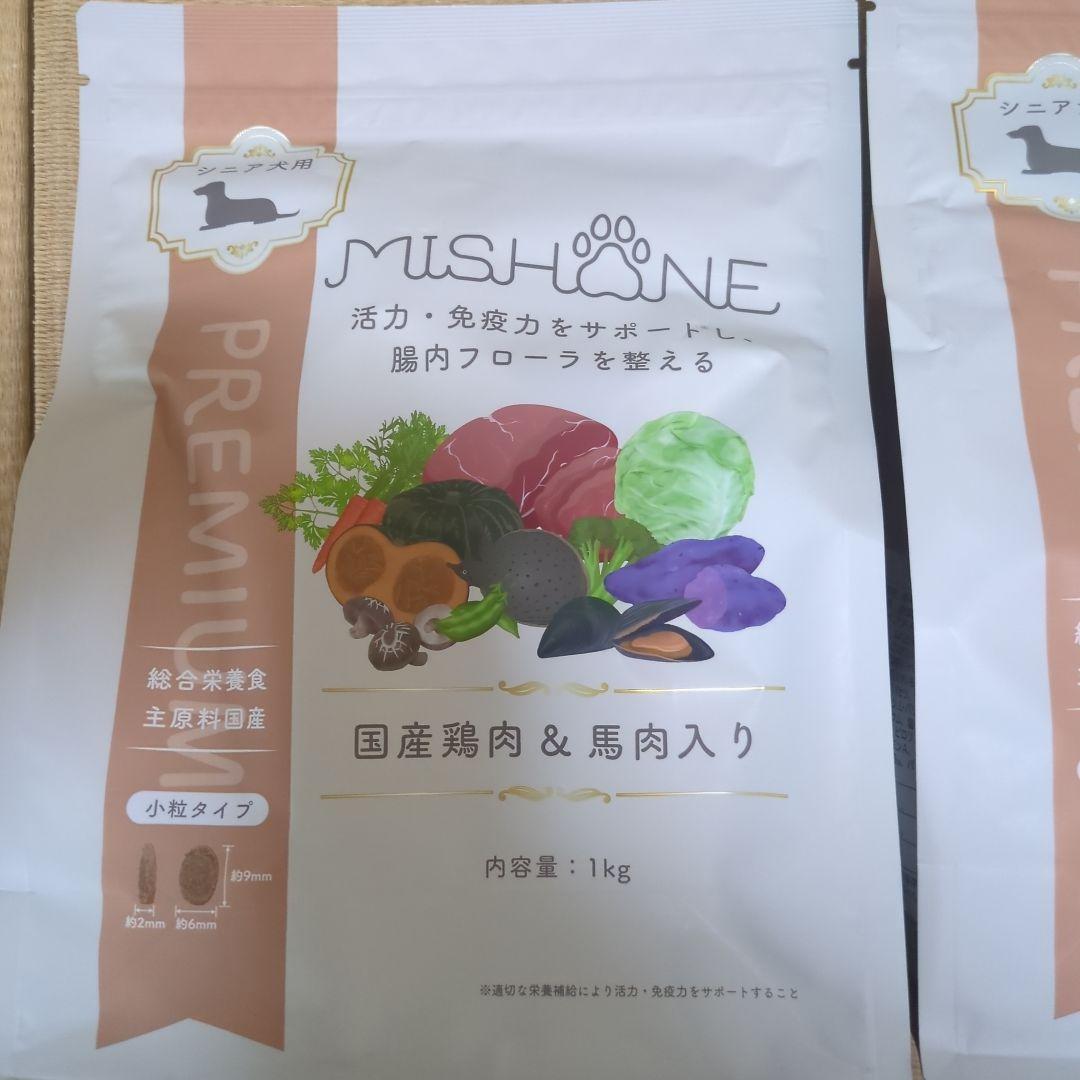 シニア犬用
MISHONE
活力・免疫力をサポートし、
腸内フローラを整える
PREMIUM
総合栄養食
主原料国産
小粒タイプ
約9mm
約2mm 約6mm
国産鶏肉 & 馬肉入り
内容量：1kg
※適切な栄養補給により活力・免疫力をサポートすること
シニア